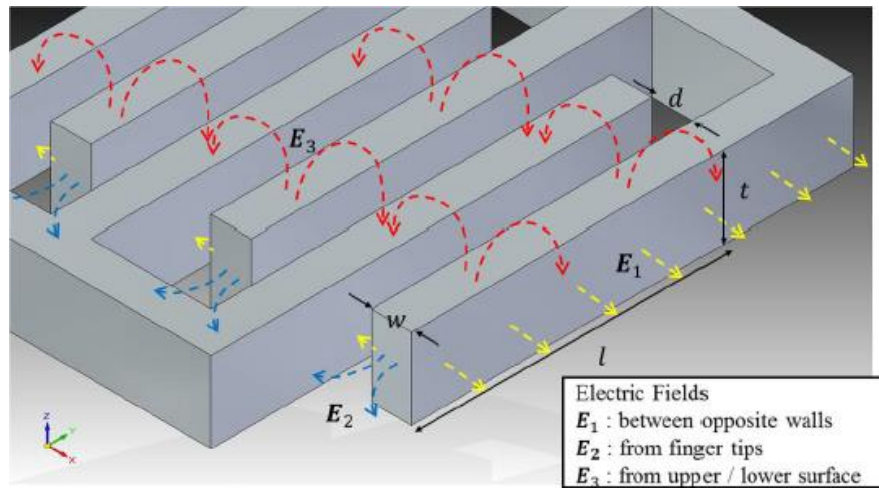 d
E₃
t
E₁
w
l
E₂
z
y
x
Electric Fields
E₁ : between opposite walls
E₂ : from finger tips
E₃ : from upper / lower surface